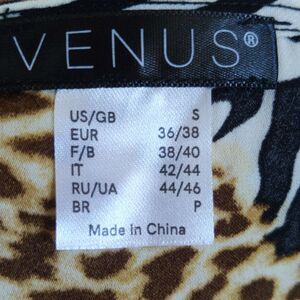 VENUS®
US/GB S
EUR 36/38
F/B 38/40
IT 42/44
RU/UA 44/46
BR P
Made in China